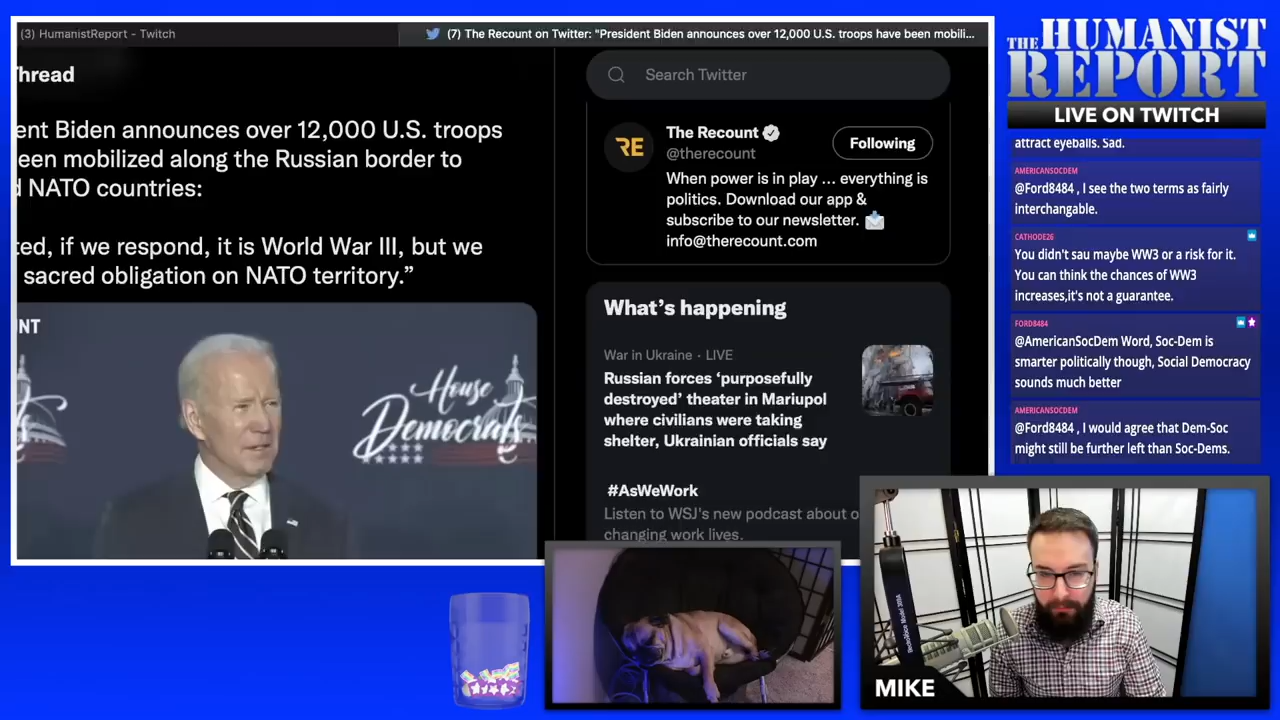 (3) HumanistReport - Twitch
(7) The Recount on Twitter: "President Biden announces over 12,000 U.S. troops have been mobili...
Thread
ent Biden announces over 12,000 U.S. troops
een mobilized along the Russian border to
d NATO countries:
ted, if we respond, it is World War III, but we
sacred obligation on NATO territory.”
NT
House
Democrats
Search Twitter
RE
The Recount
@therecount
Following
When power is in play ... everything is
politics. Download our app &
subscribe to our newsletter.
info@therecount.com
What's happening
War in Ukraine · LIVE
Russian forces ‘purposefully
destroyed’ theater in Mariupol
where civilians were taking
shelter, Ukrainian officials say
#AsWeWork
Listen to WSJ's new podcast about o
changing work lives.
THE HUMANIST
REPORT
LIVE ON TWITCH
attract eyeballs. Sad.
AMERICANSOCDEM
@Ford8484 , I see the two terms as fairly
interchangable.
CATHODE26
You didn't sau maybe WW3 or a risk for it.
You can think the chances of WW3
increases,it's not a guarantee.
FORD8484
@AmericanSocDem Word, Soc-Dem is
smarter politically though, Social Democracy
sounds much better
AMERICANSOCDEM
@Ford8484 , I would agree that Dem-Soc
might still be further left than Soc-Dems.
MIKE